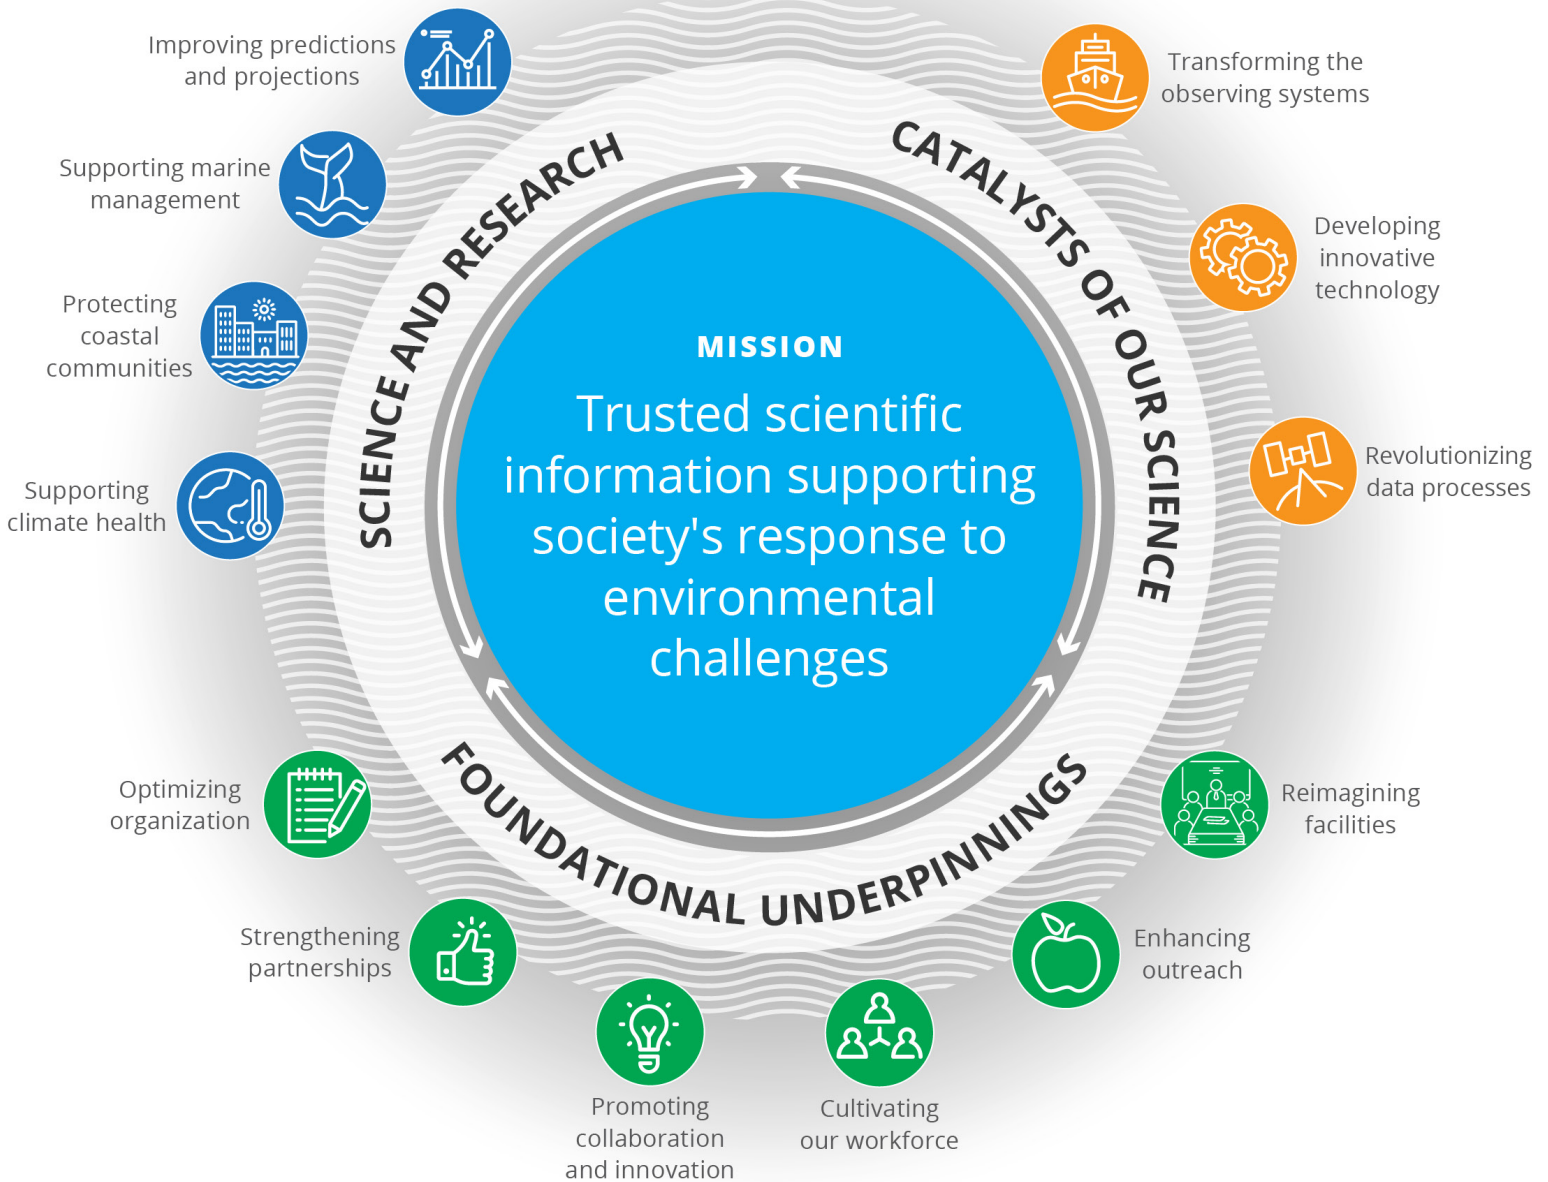 Improving predictions
and projections
Supporting marine
management
Protecting
coastal
communities
Supporting
climate health
SCIENCE AND RESEARCH
CATALYSTS OF OUR SCIENCE
Transforming the
observing systems
Developing
innovative
technology
Revolutionizing
data processes
MISSION
Trusted scientific
information supporting
society's response to
environmental
challenges
FOUNDATIONAL UNDERPINNINGS
Optimizing
organization
Strengthening
partnerships
Promoting
collaboration
and innovation
Cultivating
our workforce
Enhancing
outreach
Reimagining
facilities